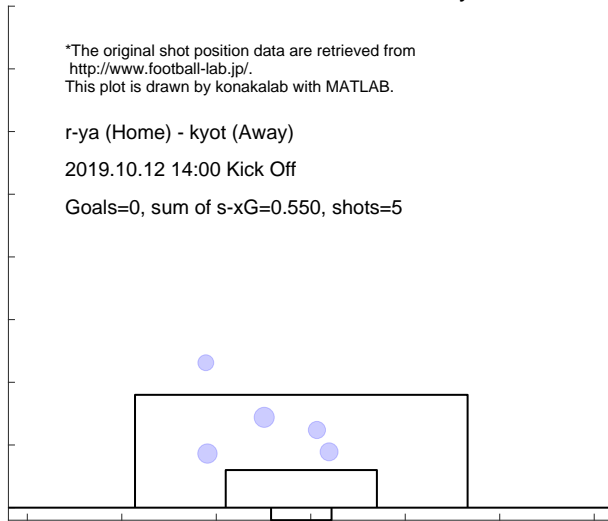 *The original shot position data are retrieved from
http://www.football-lab.jp/.
This plot is drawn by konakalab with MATLAB.
r-ya (Home) - kyot (Away)
2019.10.12 14:00 Kick Off
Goals=0, sum of s-xG=0.550, shots=5